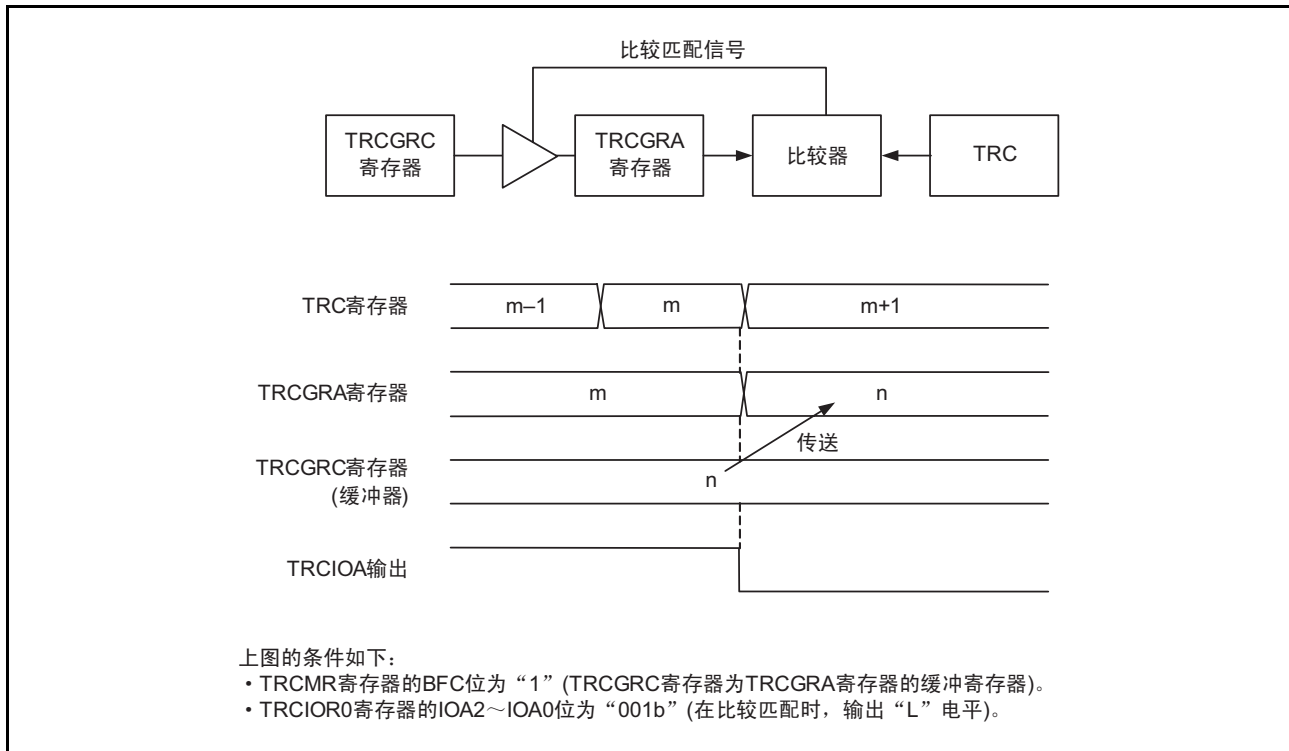 比较匹配信号
TRCGRC
寄存器
TRCGRA
寄存器
比较器
TRC
TRC寄存器
m–1
m
m+1
TRCGRA寄存器
m
n
传送
TRCGRC寄存器
(缓冲器)
n
TRCIOA输出
上图的条件如下：
・TRCMR寄存器的BFC位为“1”(TRCGRC寄存器为TRCGRA寄存器的缓冲寄存器)。
・TRCIOR0寄存器的IOA2～IOA0位为“001b”(在比较匹配时，输出“L”电平)。